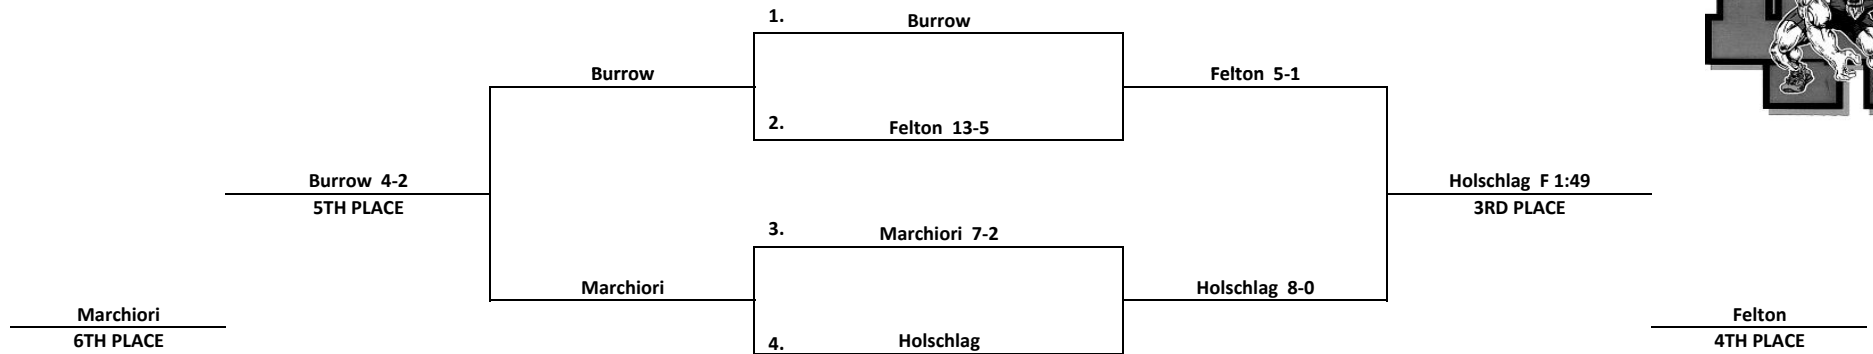 1.
Burrow
Burrow
Felton 5-1
2.
Felton 13-5
Burrow 4-2
5TH PLACE
Holschlag F 1:49
3RD PLACE
3.
Marchiori 7-2
Marchiori
Holschlag 8-0
Marchiori
6TH PLACE
4.
Holschlag
Felton
4TH PLACE